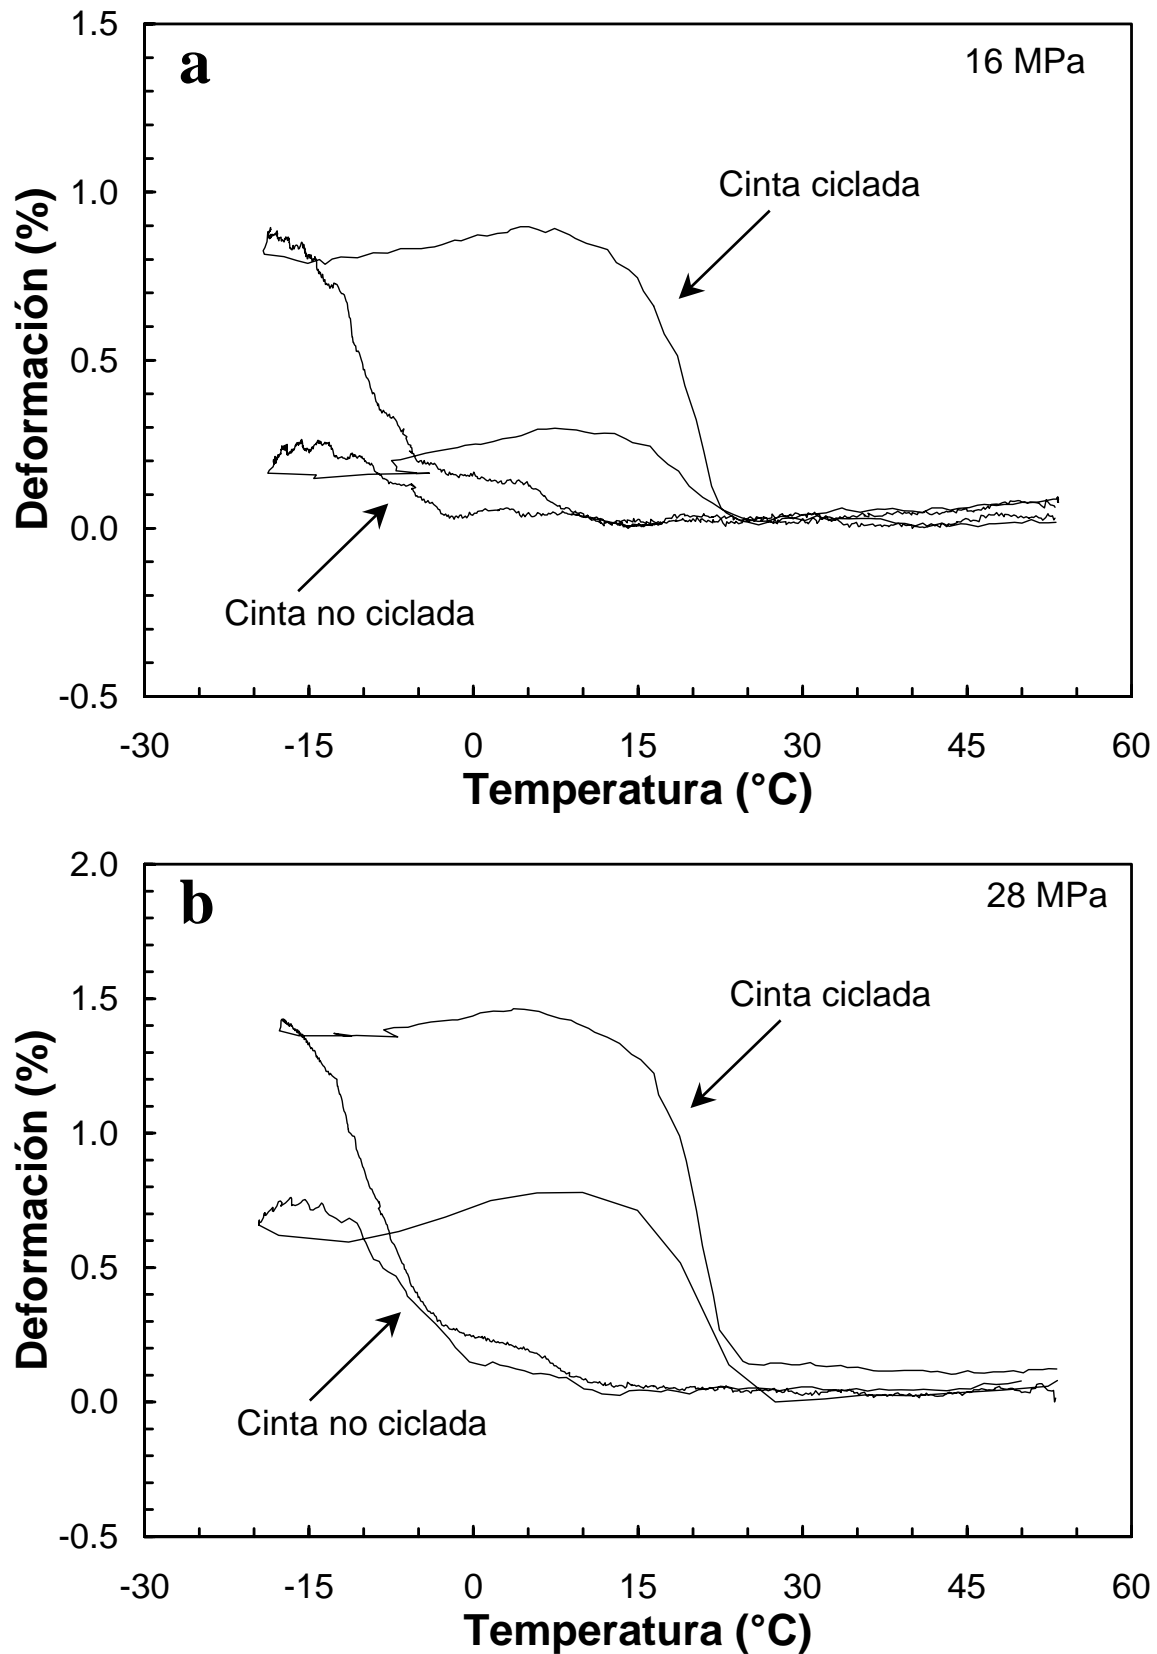 1.5
a
16 MPa
Cinta ciclada
1.0
Deformación (%)
0.5
0.0
Cinta no ciclada
-0.5
-30 -15 0 15 30 45 60
Temperatura (°C)
2.0
b
28 MPa
Cinta ciclada
1.5
Deformación (%)
1.0
0.5
0.0
Cinta no ciclada
-0.5
-30 -15 0 15 30 45 60
Temperatura (°C)